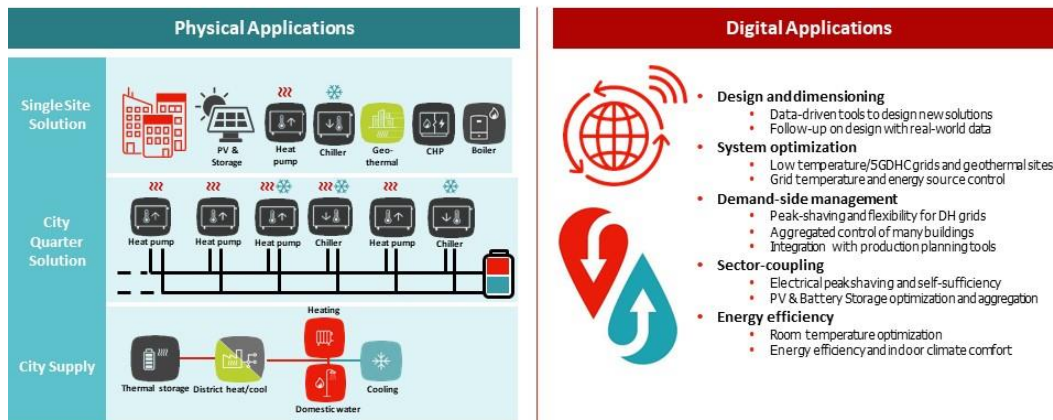 Physical Applications
Single Site
Solution
PV &
Storage
Heat
pump
Chiller
Geo-
thermal
CHP
Boiler
City
Quarter
Solution
Heat pump
Heat pump
Heat pump
Chiller
Heat pump
Chiller
City Supply
Heating
Thermal storage
District heat/cool
Cooling
Domestic water
Digital Applications
• Design and dimensioning
• Data-driven tools to design new solutions
• Follow-up on design with real-world data
• System optimization
• Low temperature/5GDHC grids and geothermal sites
• Grid temperature and energy source control
• Demand-side management
• Peak-shaving and flexibility for DH grids
• Aggregated control of many buildings
• Integration with production planning tools
• Sector-coupling
• Electrical peak shaving and self-sufficiency
• PV & Battery Storage optimization and aggregation
• Energy efficiency
• Room temperature optimization
• Energy efficiency and indoor climate comfort